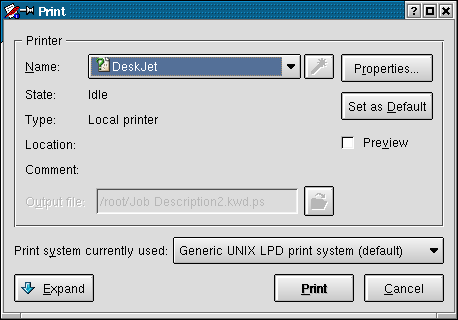 Print
Printer
Name: DeskJet
Properties...
State: Idle
Set as Default
Type: Local printer
Location:
Preview
Comment:
Output file: /root/Job Description2.kwd.ps
Print system currently used: Generic UNIX LPD print system (default)
Expand Print Cancel